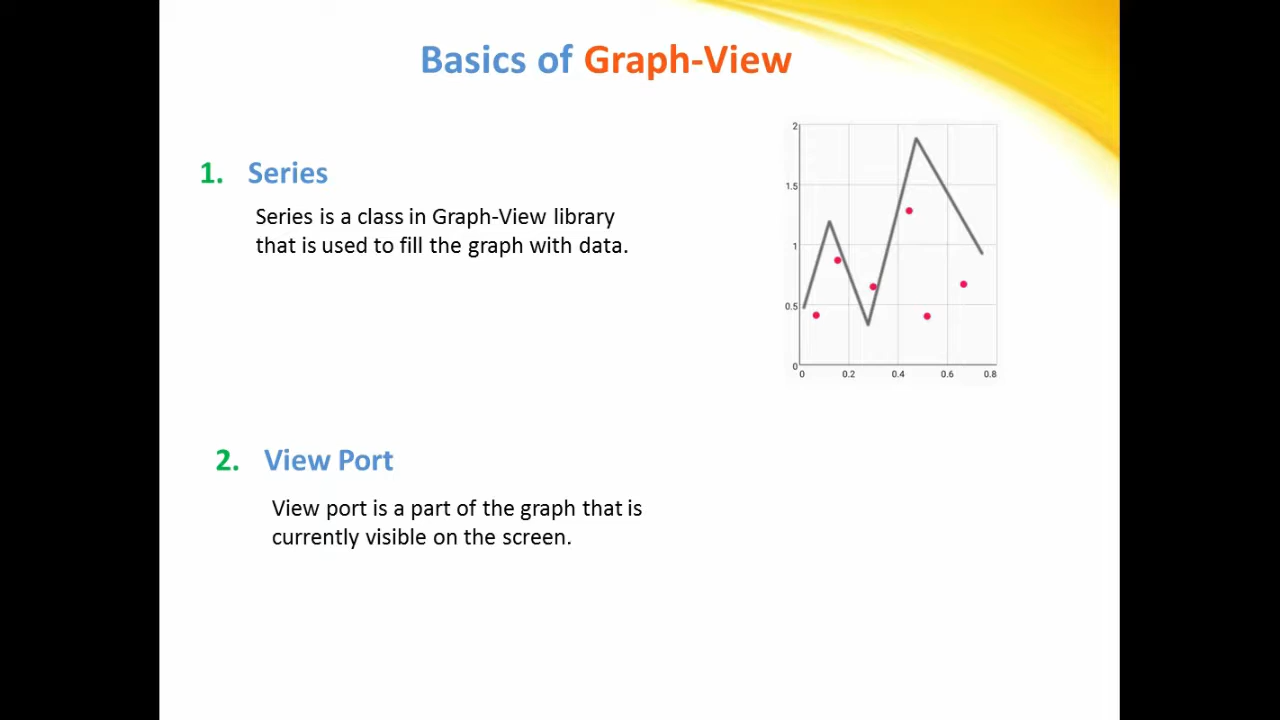 Basics of Graph-View
1. Series
Series is a class in Graph-View library
that is used to fill the graph with data.
2
1.5
1
0.5
0
0 0.2 0.4 0.6 0.8
2. View Port
View port is a part of the graph that is
currently visible on the screen.